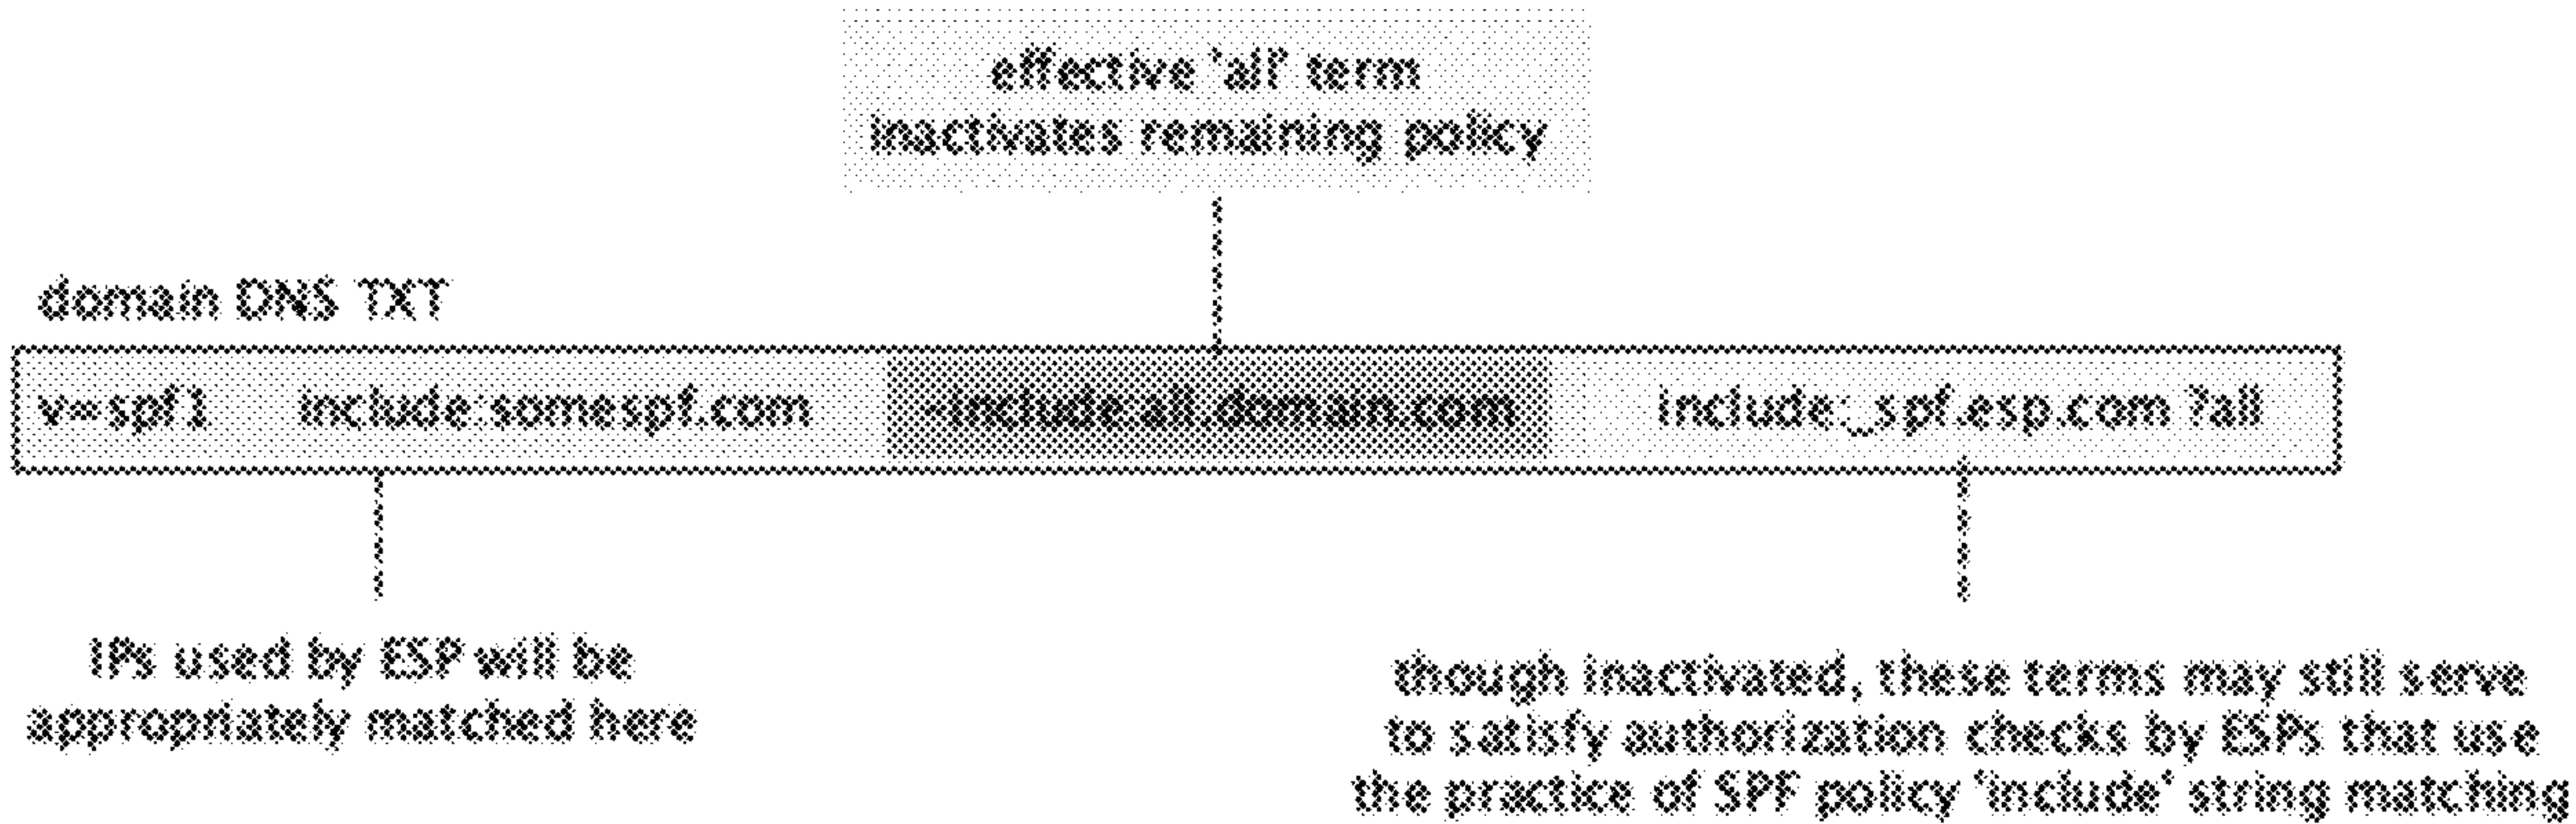 effective 'all' term
inactivates remaining policy
domain DNS TXT
v=spf1 include:somespf.com -include:all.domain.com include:_spf.esp.com ?all
IPs used by ESP will be
appropriately matched here
though inactivated, these terms may still serve
to satisfy authorization checks by ESPs that use
the practice of SPF policy 'include' string matching